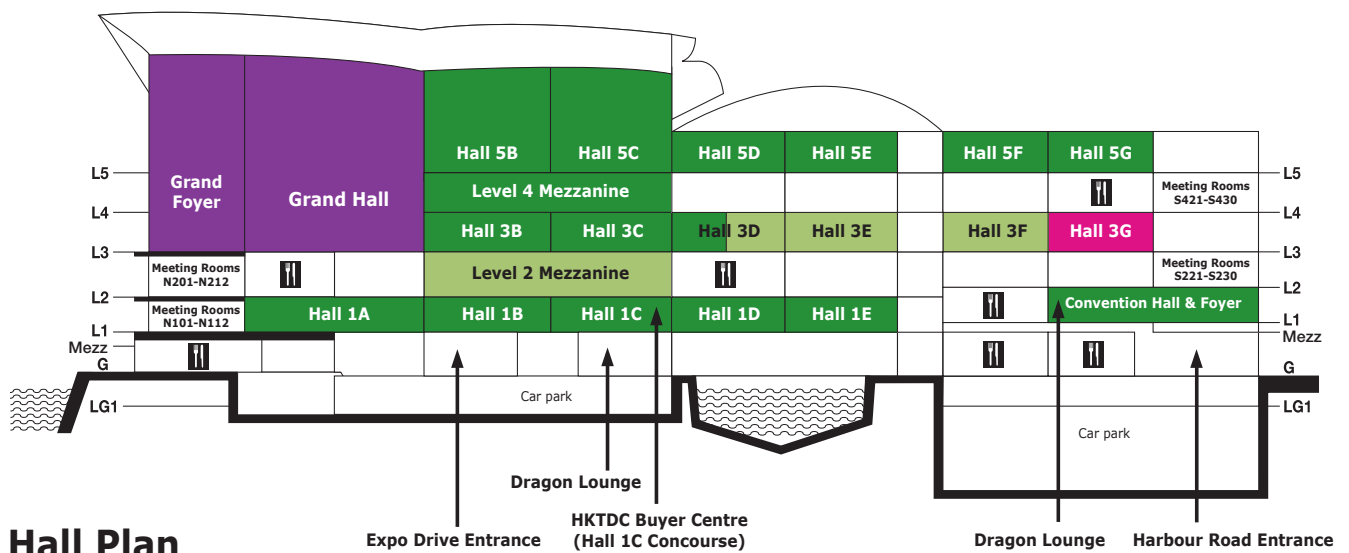 Hall 5B
Hall 5C
Hall 5D
Hall 5E
Hall 5F
Hall 5G
L5
L5
Grand
Foyer
Grand Hall
Level 4 Mezzanine
Meeting Rooms
S421-S430
L4
L4
Hall 3B
Hall 3C
Hall 3D
Hall 3E
Hall 3F
Hall 3G
L3
L3
Meeting Rooms
N201-N212
Level 2 Mezzanine
Meeting Rooms
S221-S230
L2
L2
Meeting Rooms
N101-N112
Hall 1A
Hall 1B
Hall 1C
Hall 1D
Hall 1E
Convention Hall & Foyer
L1
L1
Mezz
Mezz
G
G
Car park
LG1
LG1
Car park
Dragon Lounge
Hall Plan
Expo Drive Entrance
HKTDC Buyer Centre
(Hall 1C Concourse)
Dragon Lounge
Harbour Road Entrance